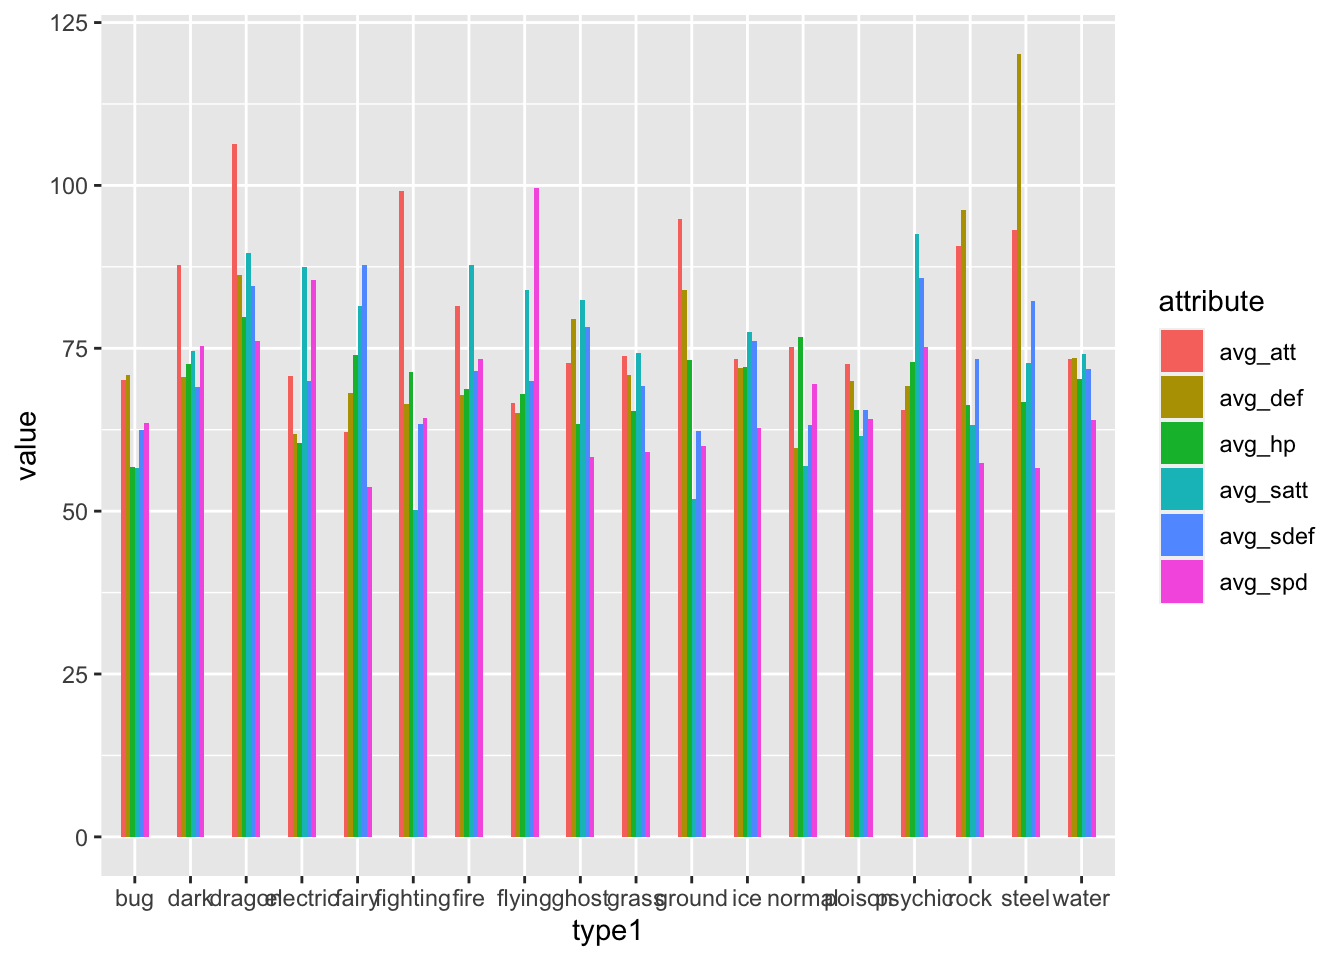 125
100
75
50
25
0
value
bug dark dragon electric fairy fighting fire flying ghost grass ground ice normal poison psychic rock steel water
type1
attribute
avg_att
avg_def
avg_hp
avg_satt
avg_sdef
avg_spd